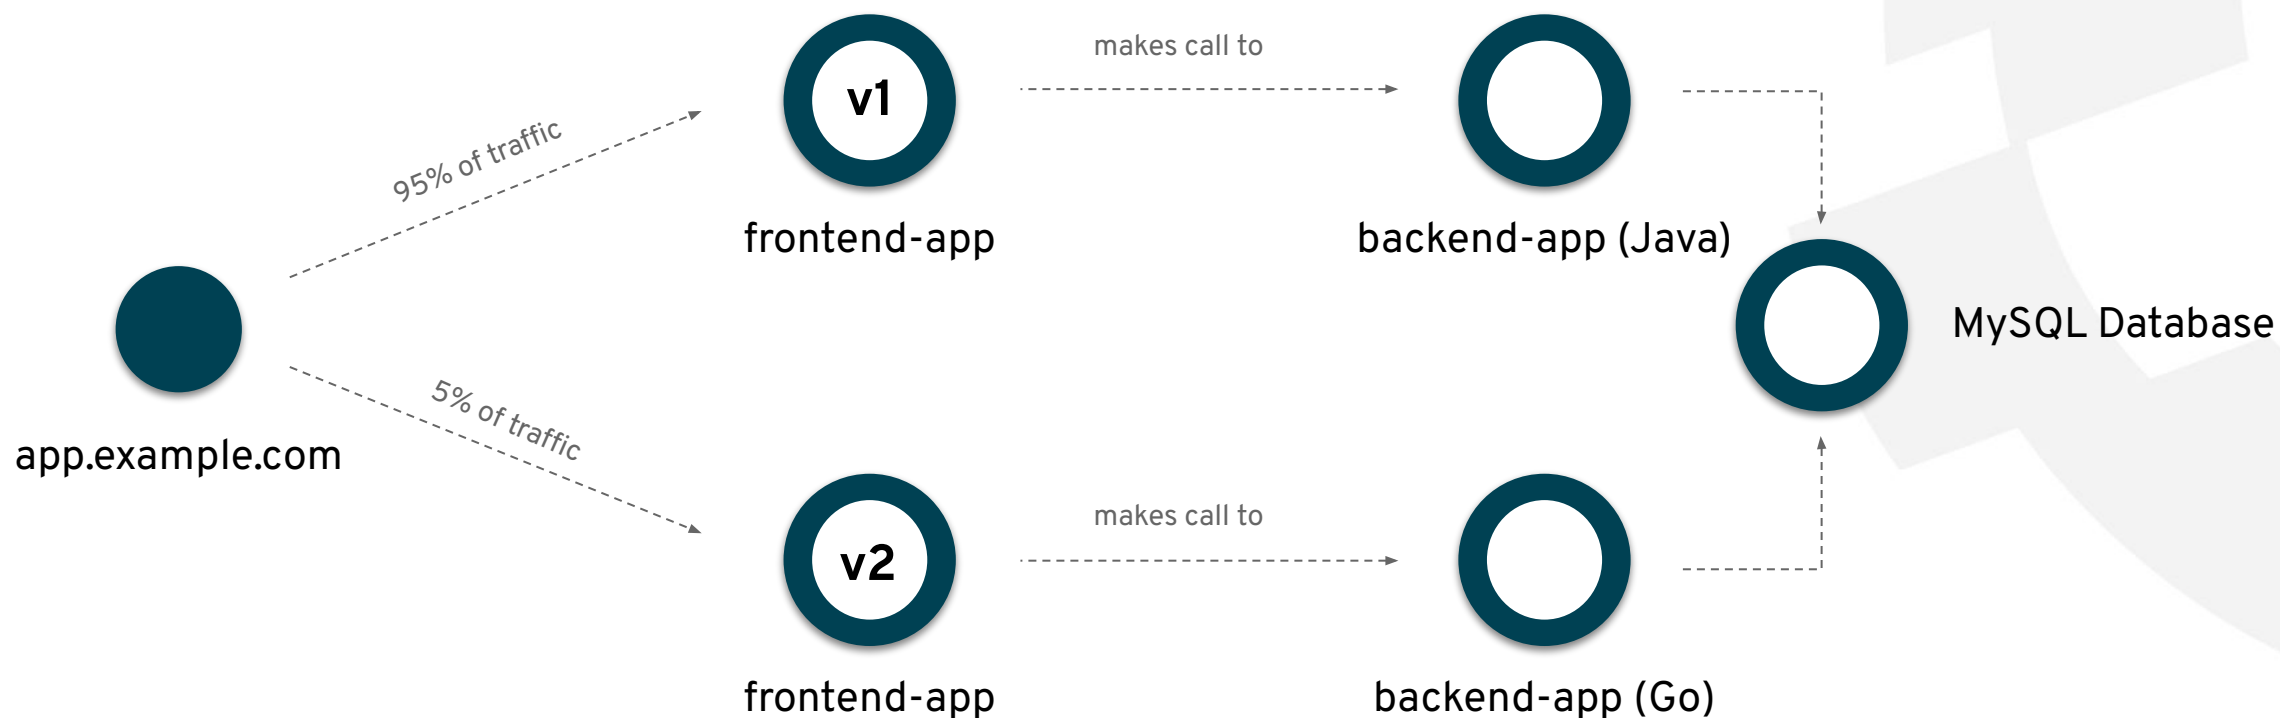 makes call to
v1
95% of traffic
frontend-app
backend-app (Java)
MySQL Database
5% of traffic
app.example.com
makes call to
v2
frontend-app
backend-app (Go)